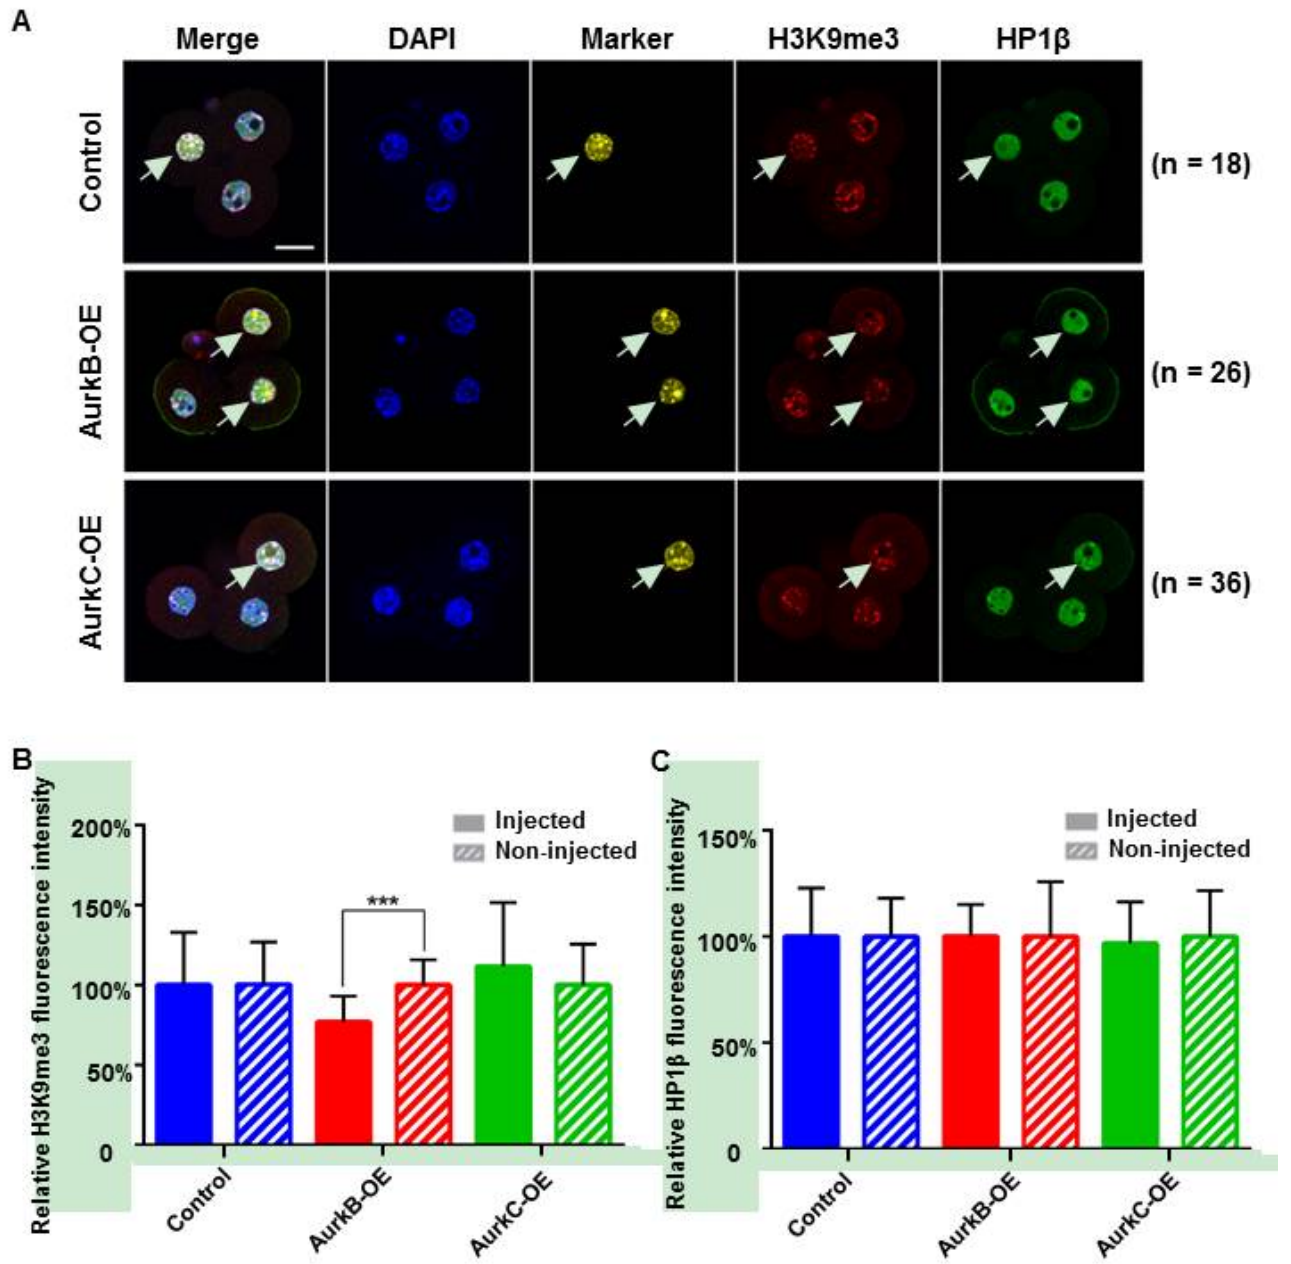 A
Merge DAPI Marker H3K9me3 HP1β
Control
(n = 18)
AurkB-OE
(n = 26)
AurkC-OE
(n = 36)
B
Relative H3K9me3 fluorescence intensity
200%
150%
100%
50%
0
Injected
Non-injected
***
Control
AurkB-OE
AurkC-OE
C
Relative HP1β fluorescence intensity
150%
100%
50%
0
Injected
Non-injected
Control
AurkB-OE
AurkC-OE